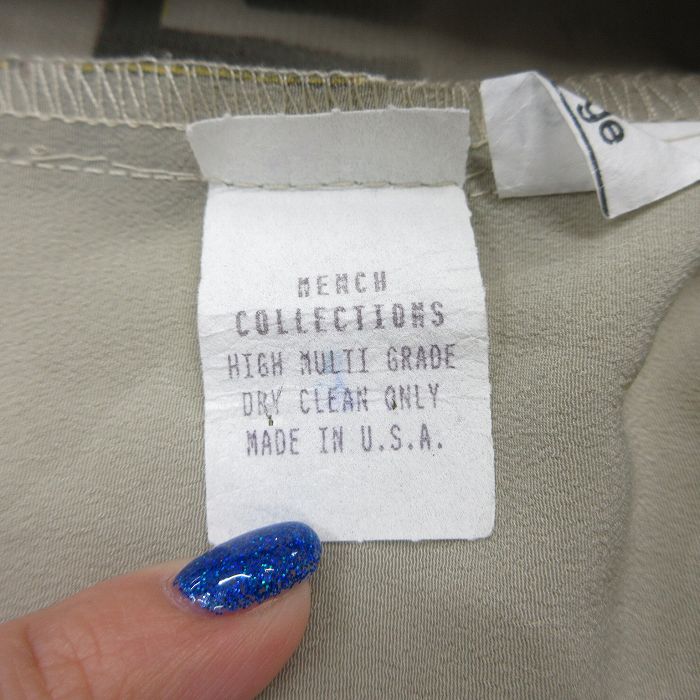 MENCH
COLLECTIONS
HIGH MULTI GRADE
DRY CLEAN ONLY
MADE IN U.S.A.